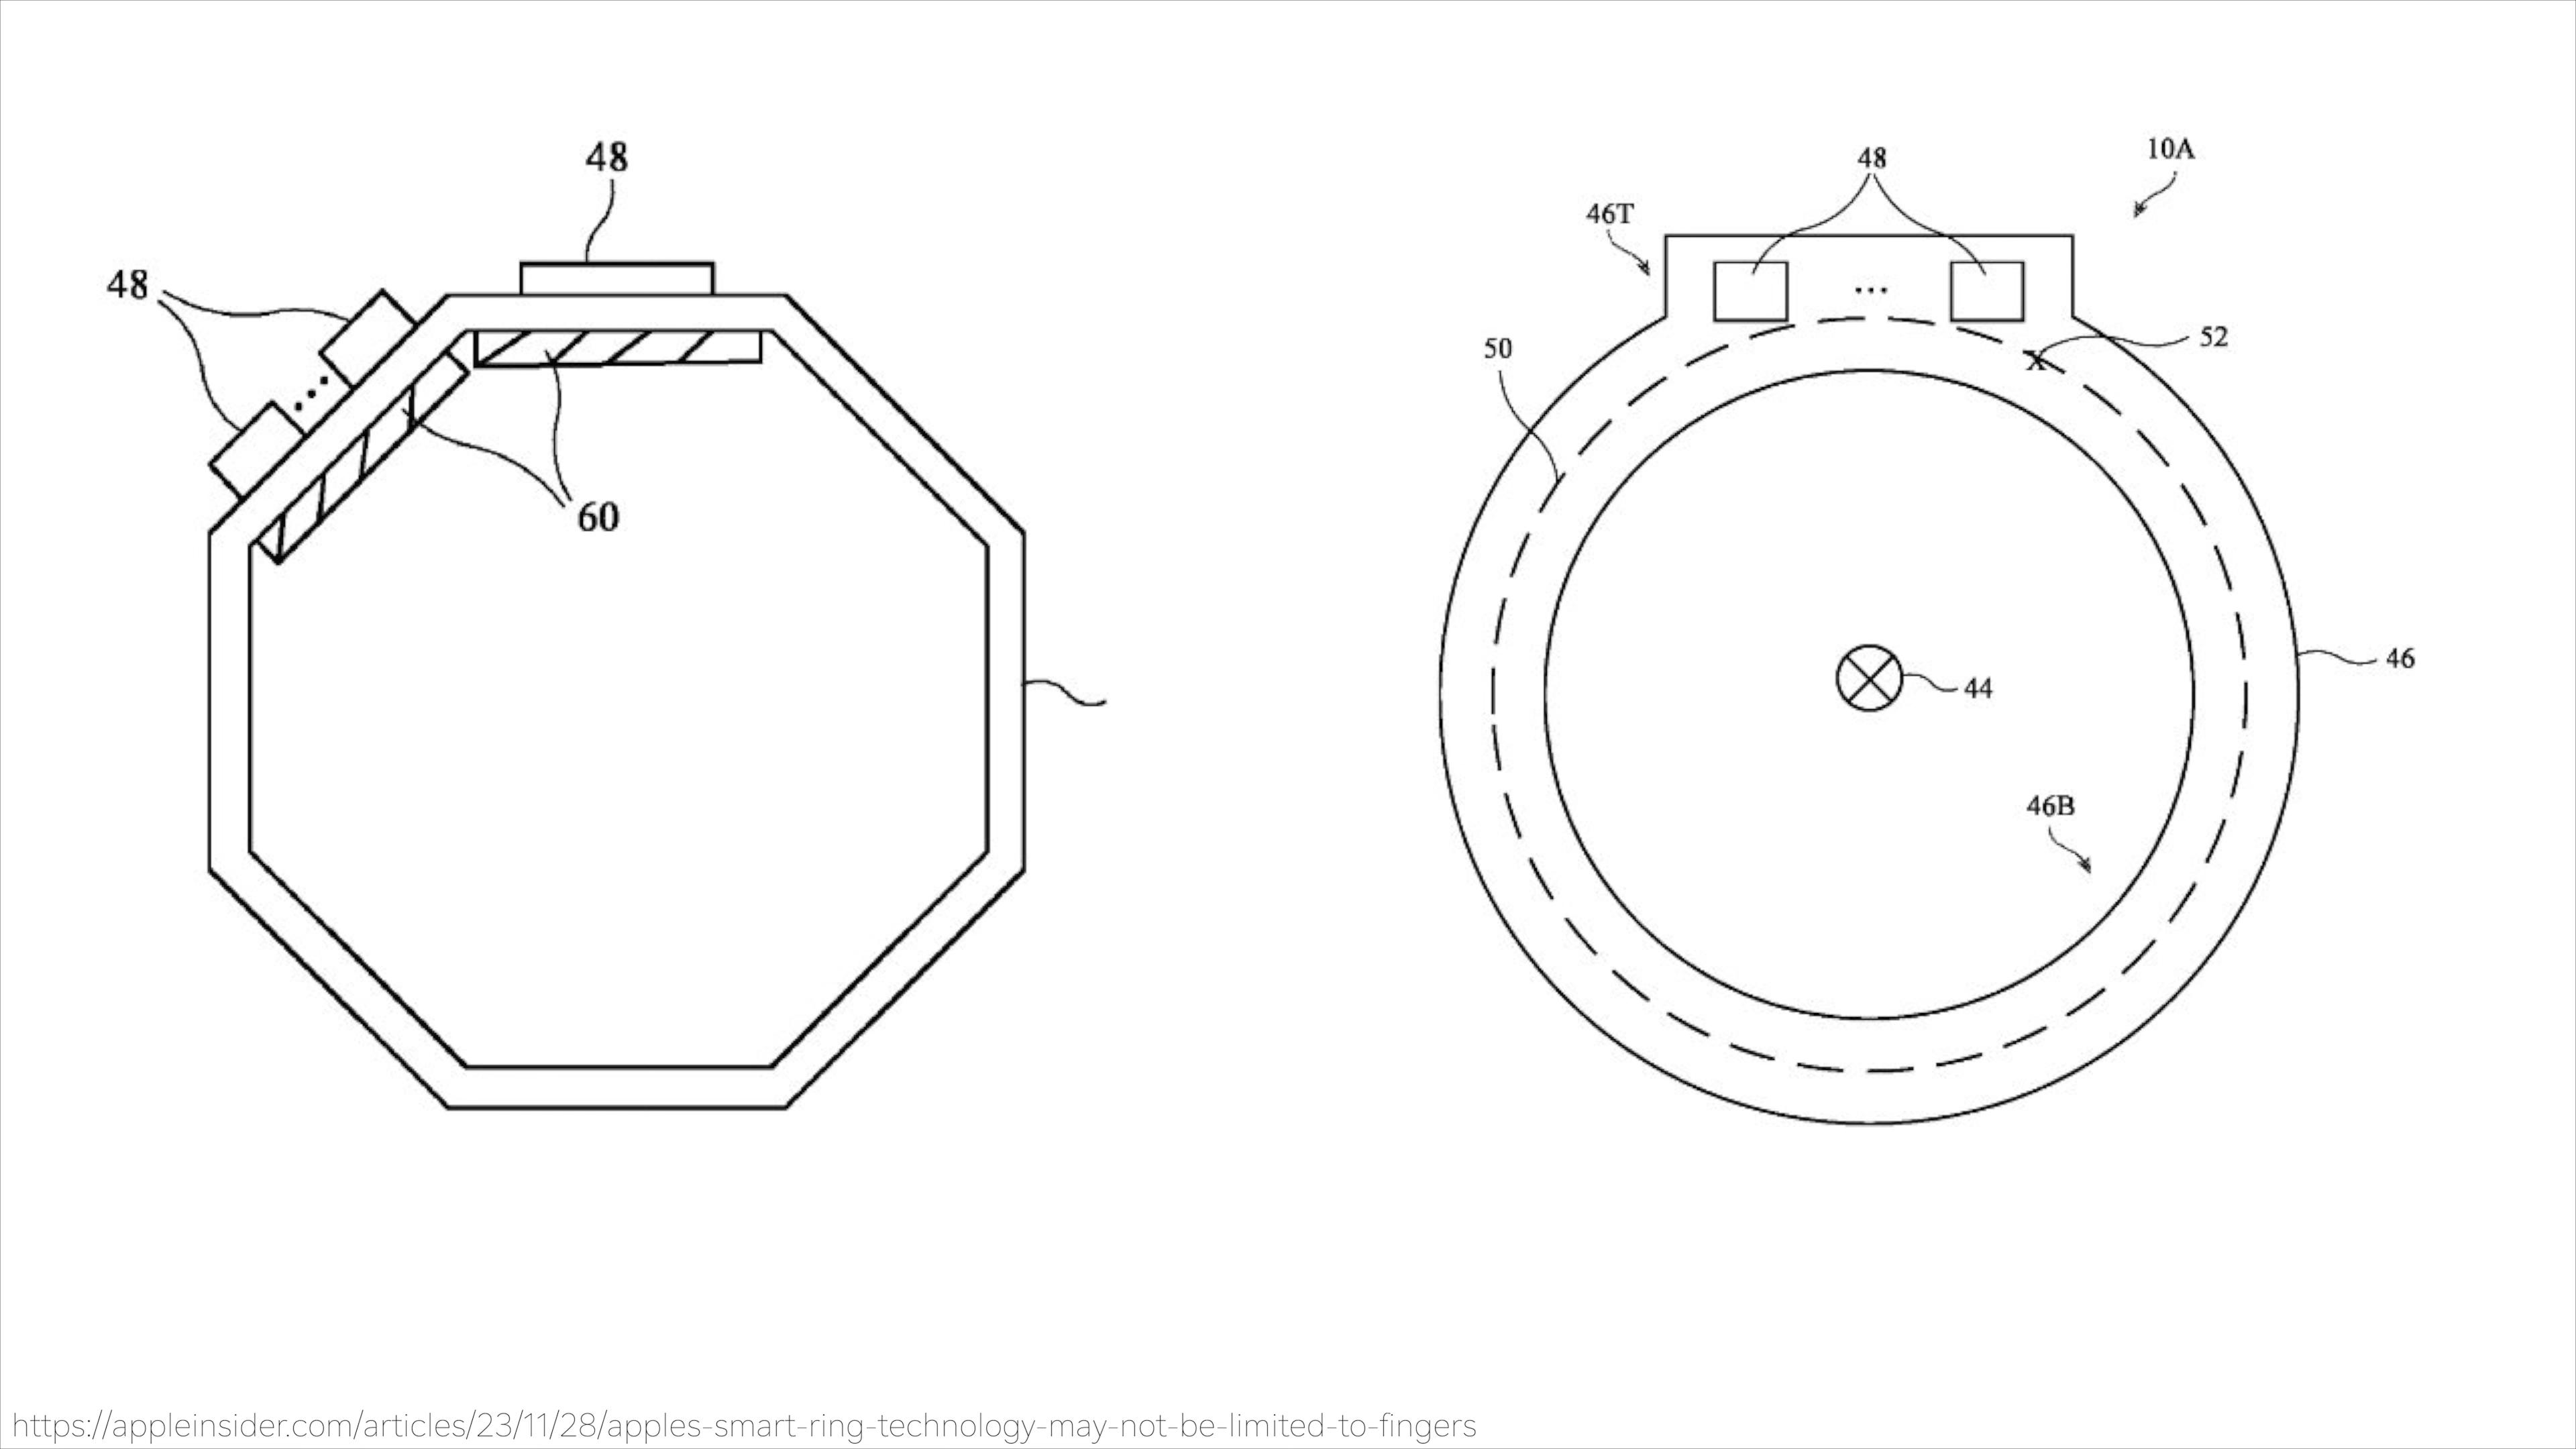 48
48
60
48
10A
46T
50
52
46
44
46B
https://appleinsider.com/articles/23/11/28/apples-smart-ring-technology-may-not-be-limited-to-fingers